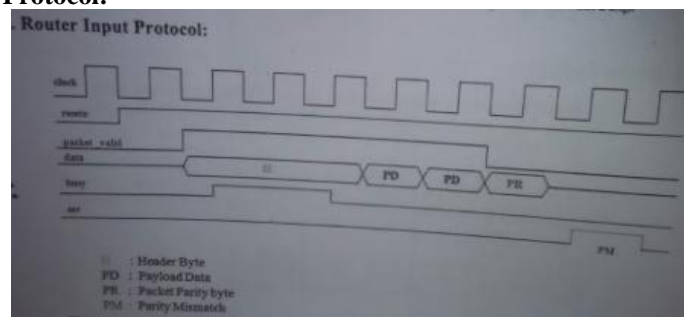 Protocol:
. Router Input Protocol:
clock
resetn
packet_valid
data
H
PD
PD
PR
busy
err
PM
H : Header Byte
PD : Payload Data
PR : Packet Parity byte
PM : Parity Mismatch